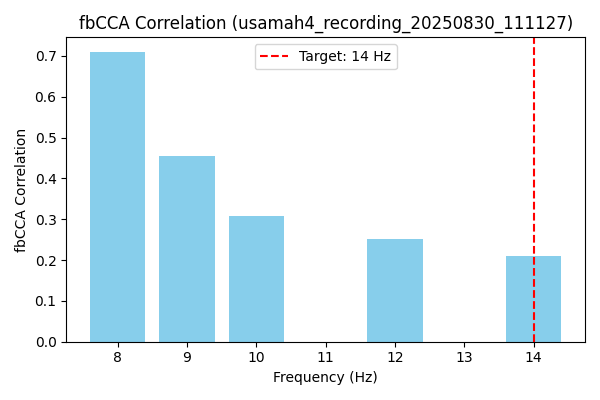 fbCCA Correlation (usamah4_recording_20250830_111127)
Target: 14 Hz
fbCCA Correlation
0.7
0.6
0.5
0.4
0.3
0.2
0.1
0.0
8 9 10 11 12 13 14
Frequency (Hz)